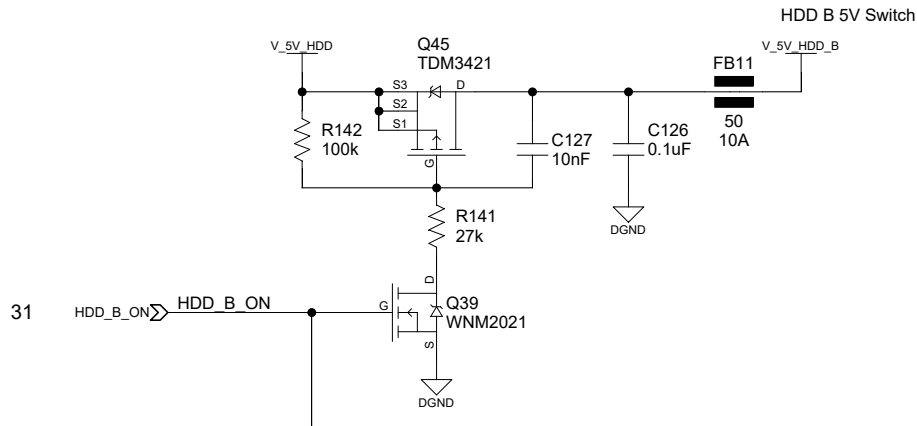 HDD B 5V Switch
V_5V_HDD
Q45
TDM3421
V_5V_HDD_B
FB11
S3
D
S2
S1
R142
100k
G
C127
10nF
C126
0.1uF
50
10A
R141
27k
DGND
D
31
HDD_B_ON
HDD_B_ON
G
Q39
WNM2021
S
DGND